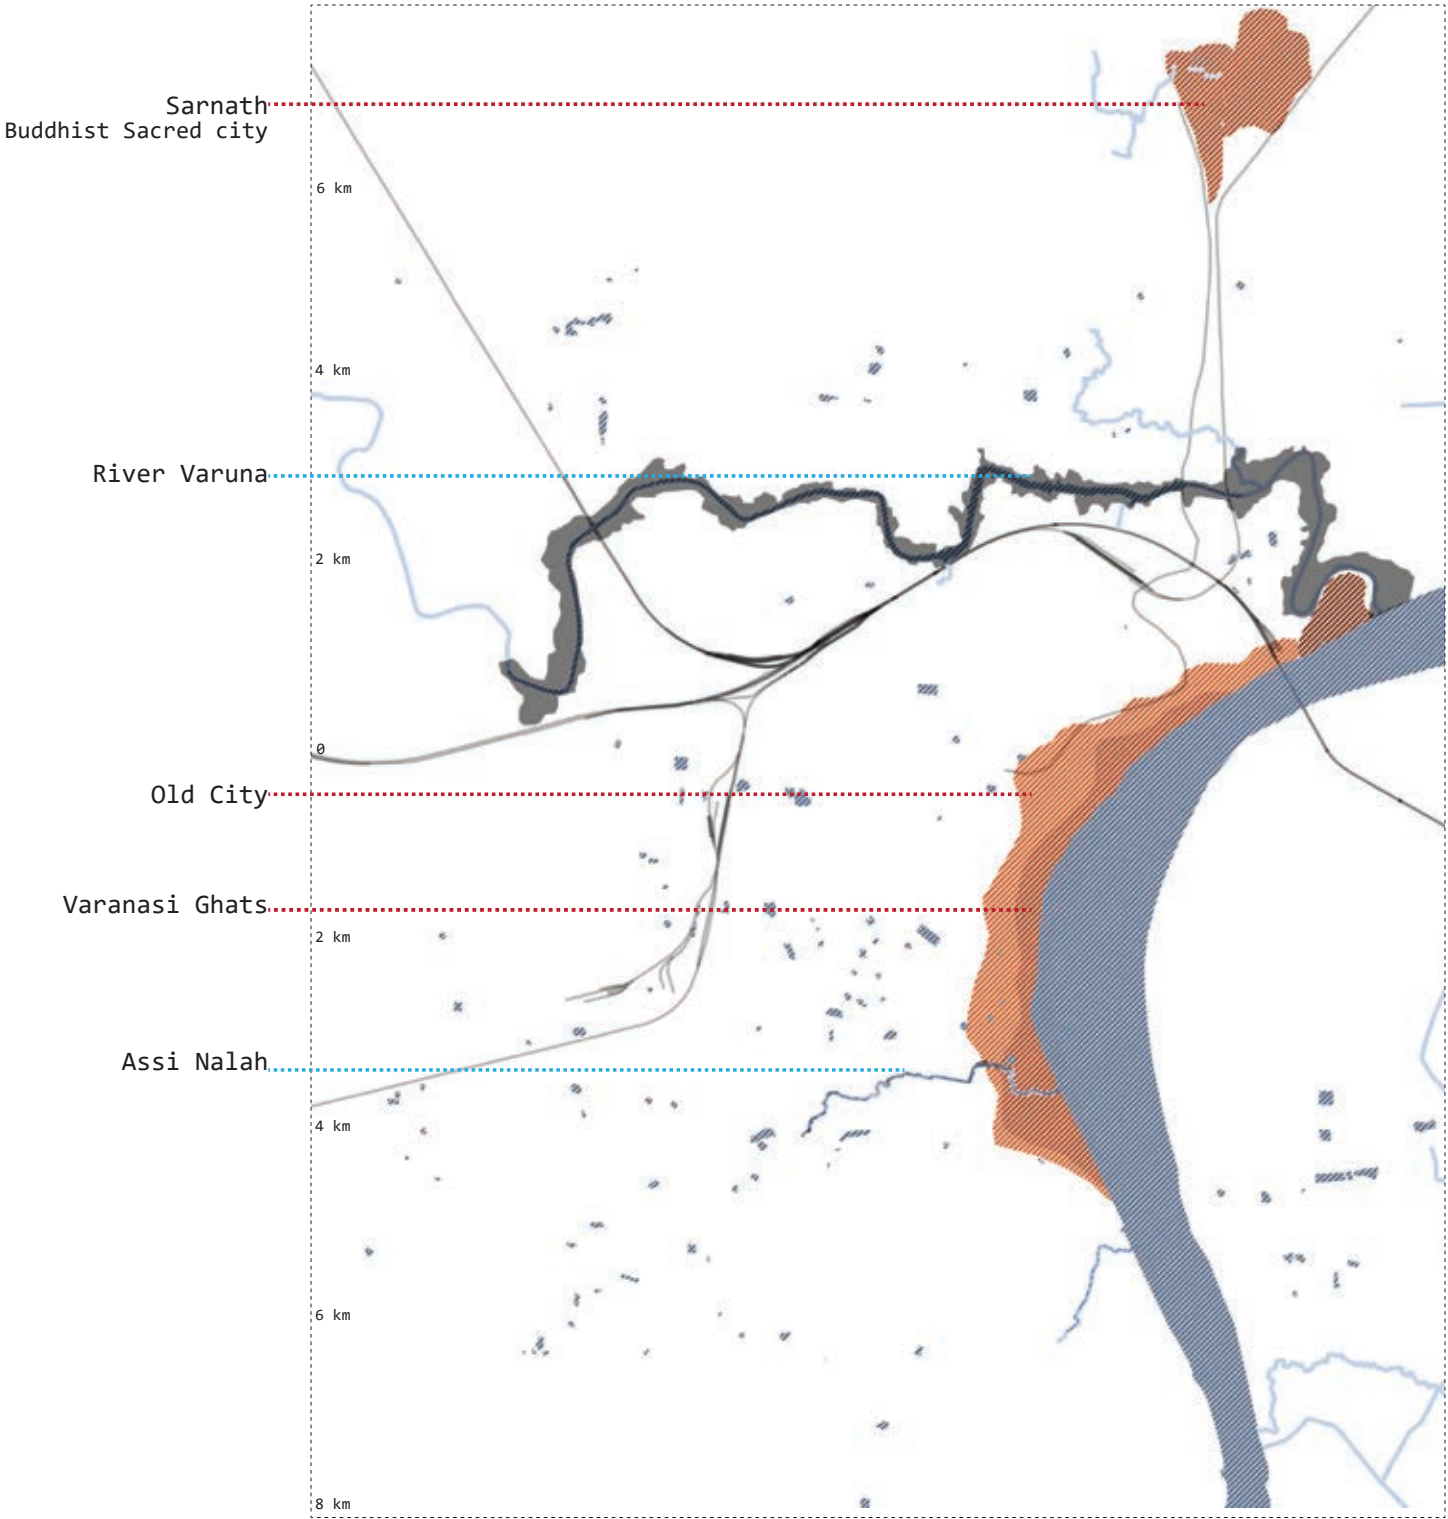 Sarnath
Buddhist Sacred city
6 km
4 km
River Varuna
2 km
0
Old City
Varanasi Ghats
2 km
Assi Nalah
4 km
6 km
8 km